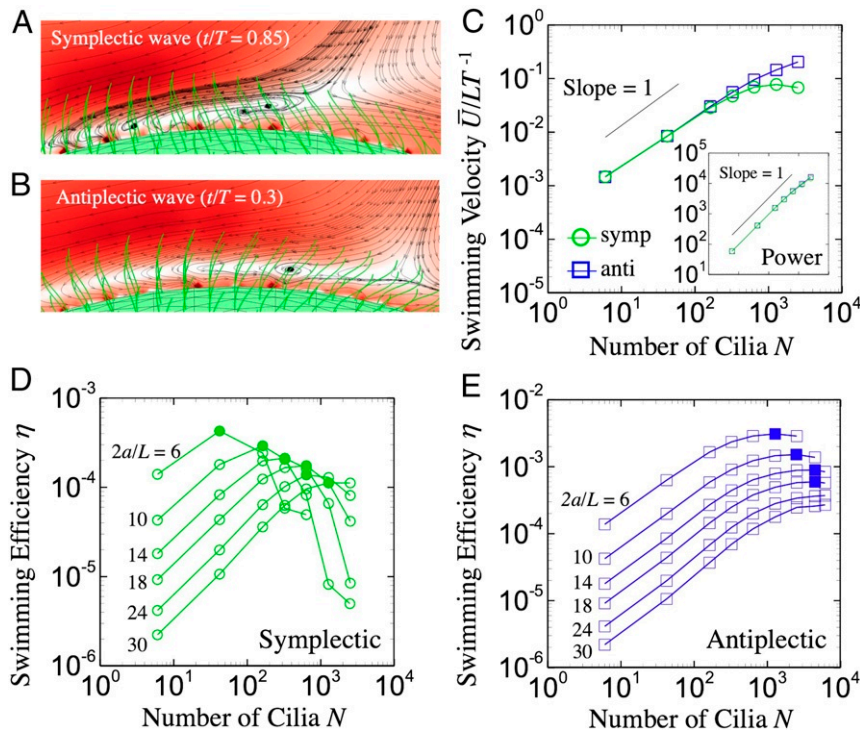 A
Symplectic wave (t/T = 0.85)
B
Antiplectic wave (t/T = 0.3)
C
Swimming Velocity U̅/LT⁻¹
10⁰
10⁻¹
10⁻²
10⁻³
10⁻⁴
10⁻⁵
Slope = 1
symp
anti
10⁵
10⁴
10³
10²
10¹
Slope = 1
Power
10⁰ 10¹ 10² 10³ 10⁴
Number of Cilia N
D
Swimming Efficiency η
10⁻³
10⁻⁴
10⁻⁵
10⁻⁶
2a/L = 6
10
14
18
24
30
Symplectic
10⁰ 10¹ 10² 10³ 10⁴
Number of Cilia N
E
Swimming Efficiency η
10⁻²
10⁻³
10⁻⁴
10⁻⁵
10⁻⁶
2a/L = 6
10
14
18
24
30
Antiplectic
10⁰ 10¹ 10² 10³ 10⁴
Number of Cilia N